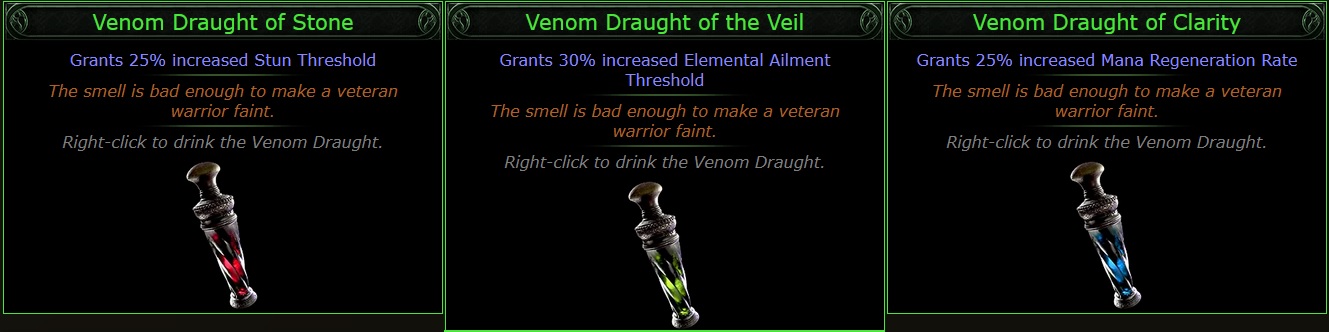 Venom Draught of Stone
Grants 25% increased Stun Threshold
The smell is bad enough to make a veteran
warrior faint.
Right-click to drink the Venom Draught.
Venom Draught of the Veil
Grants 30% increased Elemental Ailment
Threshold
The smell is bad enough to make a veteran
warrior faint.
Right-click to drink the Venom Draught.
Venom Draught of Clarity
Grants 25% increased Mana Regeneration Rate
The smell is bad enough to make a veteran
warrior faint.
Right-click to drink the Venom Draught.